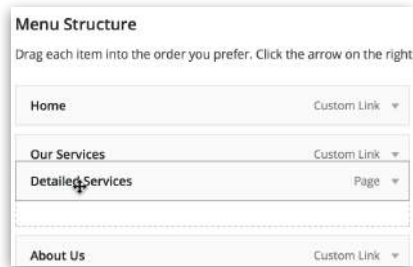 Menu Structure
Drag each item into the order you prefer. Click the arrow on the right
Home Custom Link
Our Services Custom Link
Detailed Services Page
About Us Custom Link